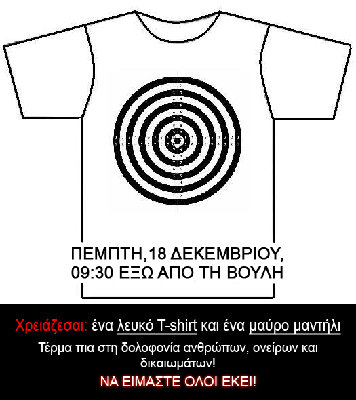 ΠΕΜΠΤΗ,18 ΔΕΚΕΜΒΡΙΟΥ,
09:30 ΕΞΩ ΑΠΟ ΤΗ ΒΟΥΛΗ
Χρειάζεσαι: ένα λευκό T-shirt και ένα μαύρο μαντήλι
Τέρμα πια στη δολοφονία ανθρώπων, ονείρων και
δικαιωμάτων!
ΝΑ ΕΙΜΑΣΤΕ ΟΛΟΙ ΕΚΕΙ!